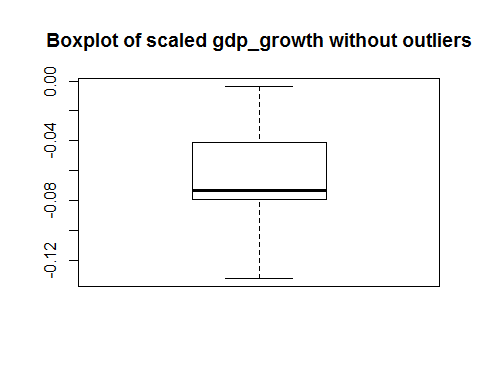 Boxplot of scaled gdp_growth without outliers
0.00
-0.04
-0.08
-0.12